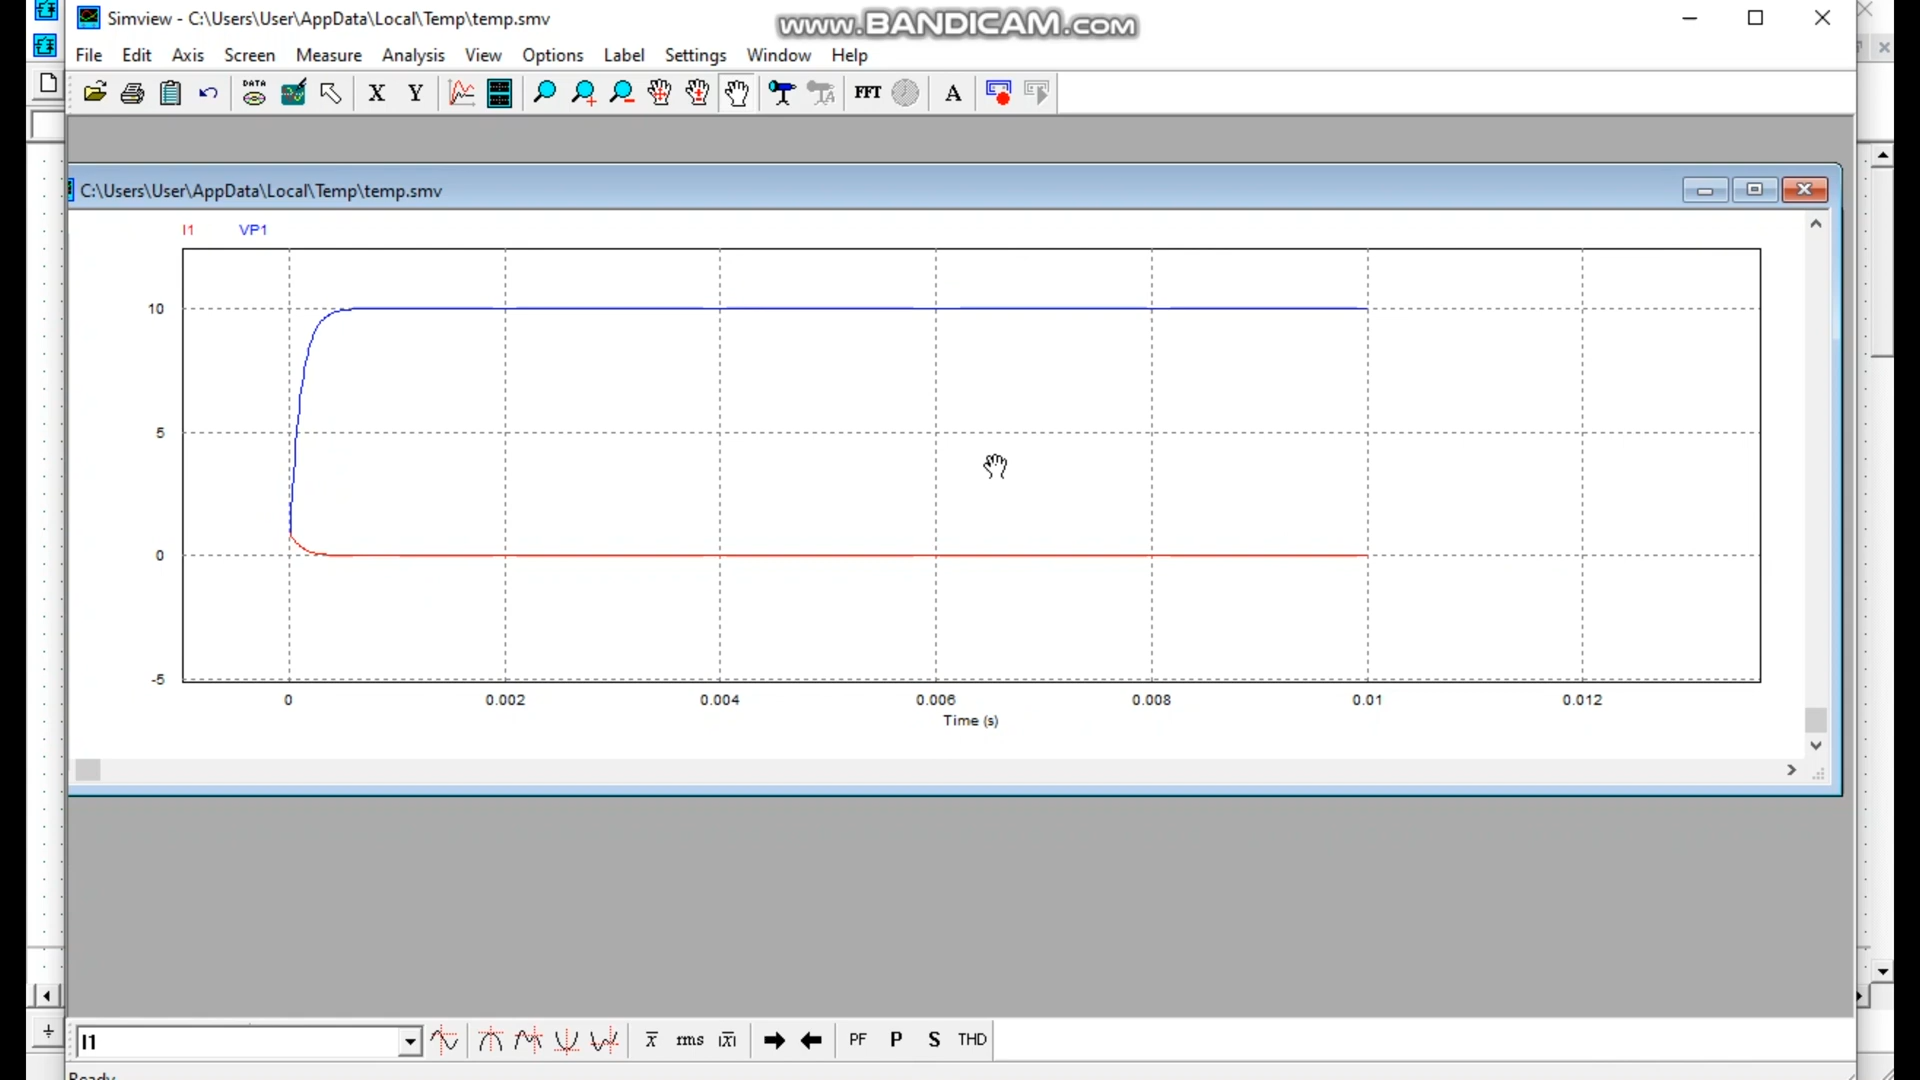 Simview - C:\Users\User\AppData\Local\Temp\temp.smv
www.BANDICAM.com
File Edit Axis Screen Measure Analysis View Options Label Settings Window Help
DATA X Y FFT A
C:\Users\User\AppData\Local\Temp\temp.smv
I1 VP1
10
5
0
-5
0 0.002 0.004 0.006 0.008 0.01 0.012
Time (s)
I1 x rms |x| PF P S THD
Ready